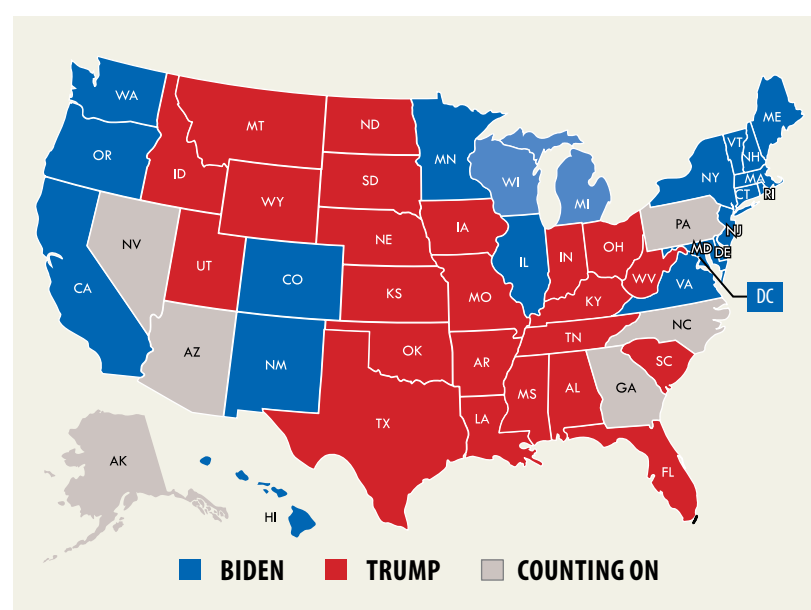 WA
MT
ND
MN
ME
VT
NH
OR
ID
SD
WI
MI
NY
MA
CT
RI
WY
IA
PA
NJ
NV
NE
OH
MD
DE
UT
CO
IL
IN
WV
VA
DC
CA
KS
MO
KY
NC
AZ
NM
OK
AR
TN
SC
MS
AL
GA
TX
LA
AK
FL
HI
BIDEN
TRUMP
COUNTING ON